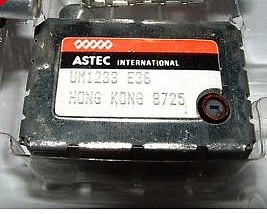 ASTEC INTERNATIONAL
UM1233 E36
HONG KONG 8725